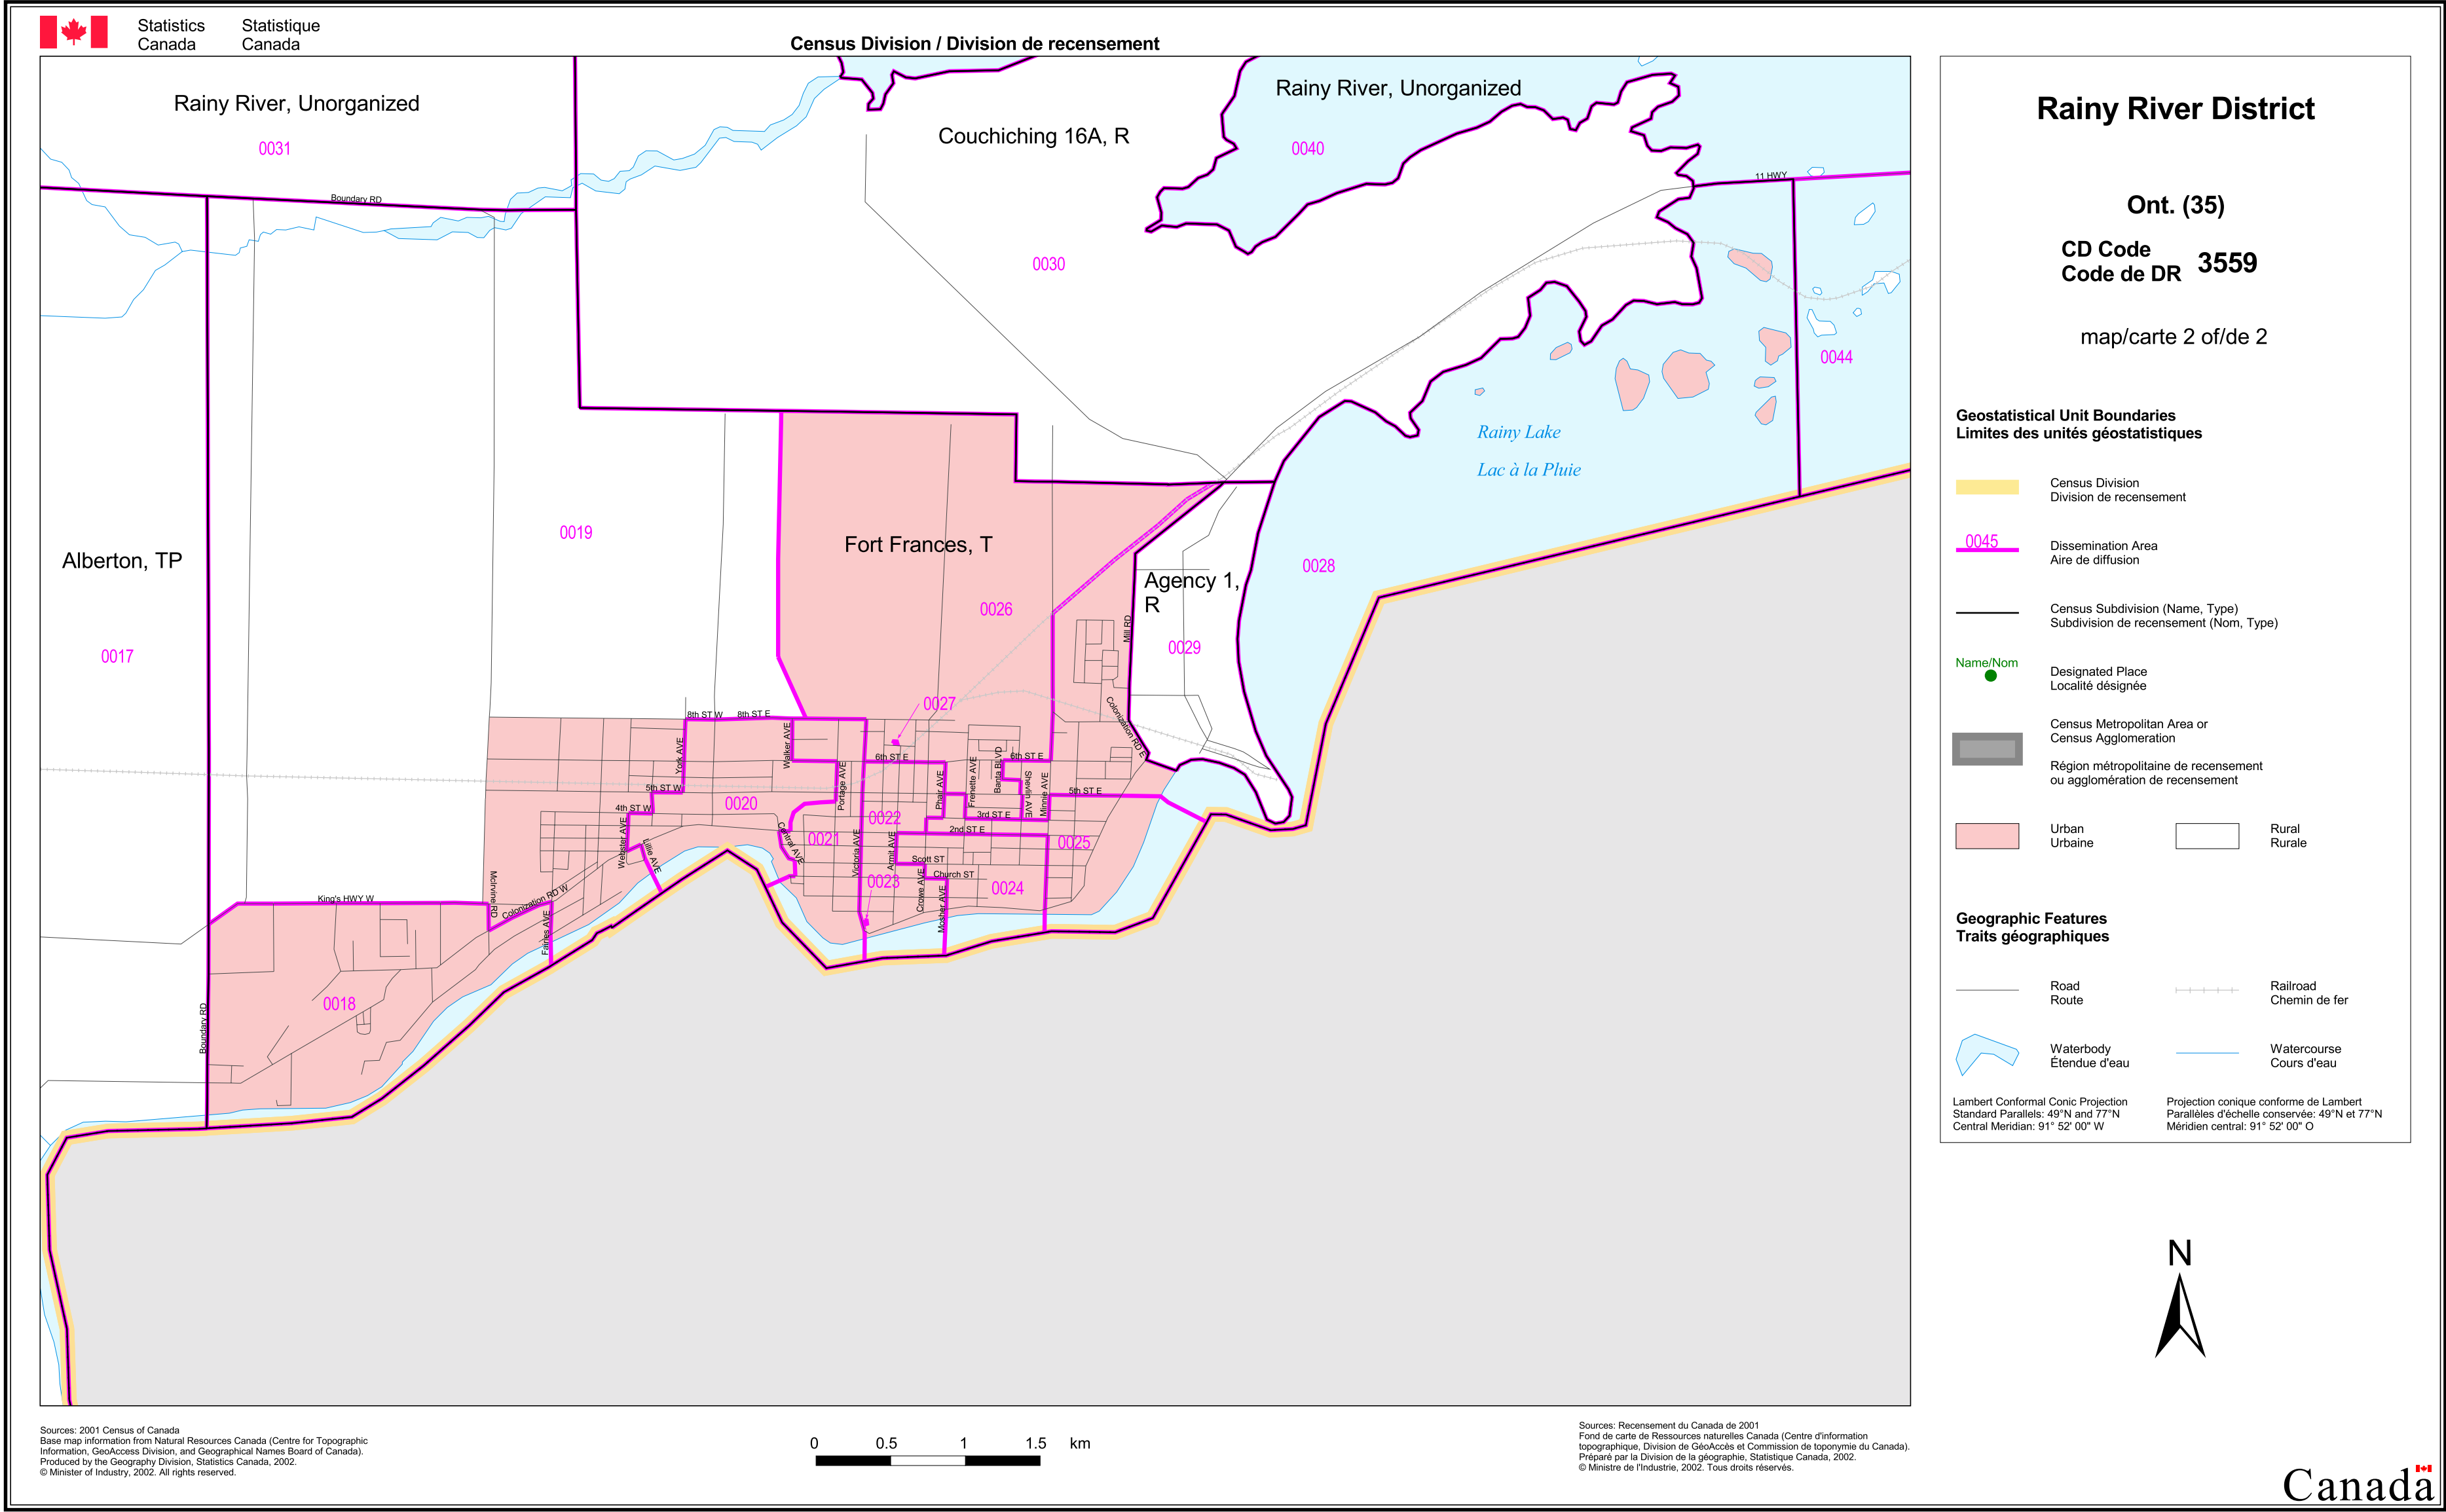 Statistics Canada
Statistique Canada
Census Division / Division de recensement
Rainy River, Unorganized
0031
Boundary RD
Couchiching 16A, R
0030
Rainy River, Unorganized
0040
11 HWY
0044
Rainy Lake
Lac à la Pluie
0028
Alberton, TP
0017
0019
Fort Frances, T
0026
Agency 1,
R
0029
Mill RD
Colonization RD E
0027
8th ST W
8th ST E
York AVE
Walker AVE
Portage AVE
6th ST E
6th ST E
Phair AVE
Frenette AVE
Banta BLVD
Shevlin AVE
Minnie AVE
5th ST E
5th ST W
4th ST W
0020
0021
0022
3rd ST E
2nd ST E
0025
Webster AVE
Lillie AVE
Central AVE
Victoria AVE
Armit AVE
Scott ST
Church ST
0023
Crowe AVE
Mosher AVE
0024
King's HWY W
McIrvine RD
Colonization RD W
Faries AVE
0018
Boundary RD
Rainy River District
Ont. (35)
CD Code
Code de DR
3559
map/carte 2 of/de 2
Geostatistical Unit Boundaries
Limites des unités géostatistiques
Census Division
Division de recensement
0045
Dissemination Area
Aire de diffusion
Census Subdivision (Name, Type)
Subdivision de recensement (Nom, Type)
Name/Nom
Designated Place
Localité désignée
Census Metropolitan Area or
Census Agglomeration
Région métropolitaine de recensement
ou agglomération de recensement
Urban
Urbaine
Rural
Rurale
Geographic Features
Traits géographiques
Road
Route
Railroad
Chemin de fer
Waterbody
Étendue d'eau
Watercourse
Cours d'eau
Lambert Conformal Conic Projection
Standard Parallels: 49°N and 77°N
Central Meridian: 91° 52' 00" W
Projection conique conforme de Lambert
Parallèles d'échelle conservée: 49°N et 77°N
Méridien central: 91° 52' 00" O
N
Sources: 2001 Census of Canada
Base map information from Natural Resources Canada (Centre for Topographic
Information, GeoAccess Division, and Geographical Names Board of Canada).
Produced by the Geography Division, Statistics Canada, 2002.
© Minister of Industry, 2002. All rights reserved.
0 0.5 1 1.5 km
Sources: Recensement du Canada de 2001
Fond de carte de Ressources naturelles Canada (Centre d'information
topographique, Division de GéoAccès et Commission de toponymie du Canada).
Préparé par la Division de la géographie, Statistique Canada, 2002.
© Ministre de l'Industrie, 2002. Tous droits réservés.
Canada